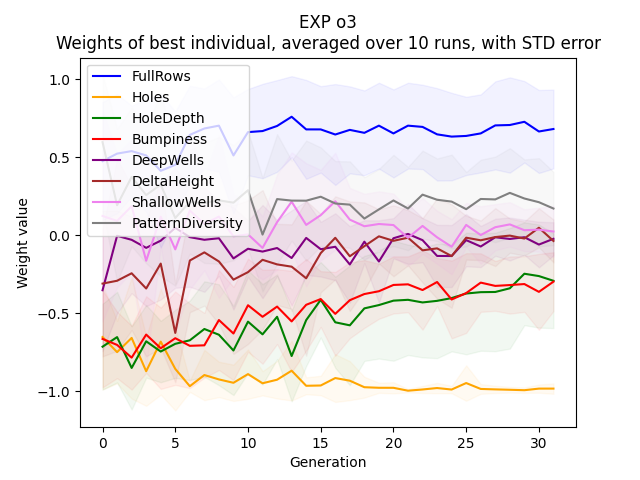 EXP o3
Weights of best individual, averaged over 10 runs, with STD error
1.0
0.5
0.0
−0.5
−1.0
Weight value
FullRows
Holes
HoleDepth
Bumpiness
DeepWells
DeltaHeight
ShallowWells
PatternDiversity
0 5 10 15 20 25 30
Generation